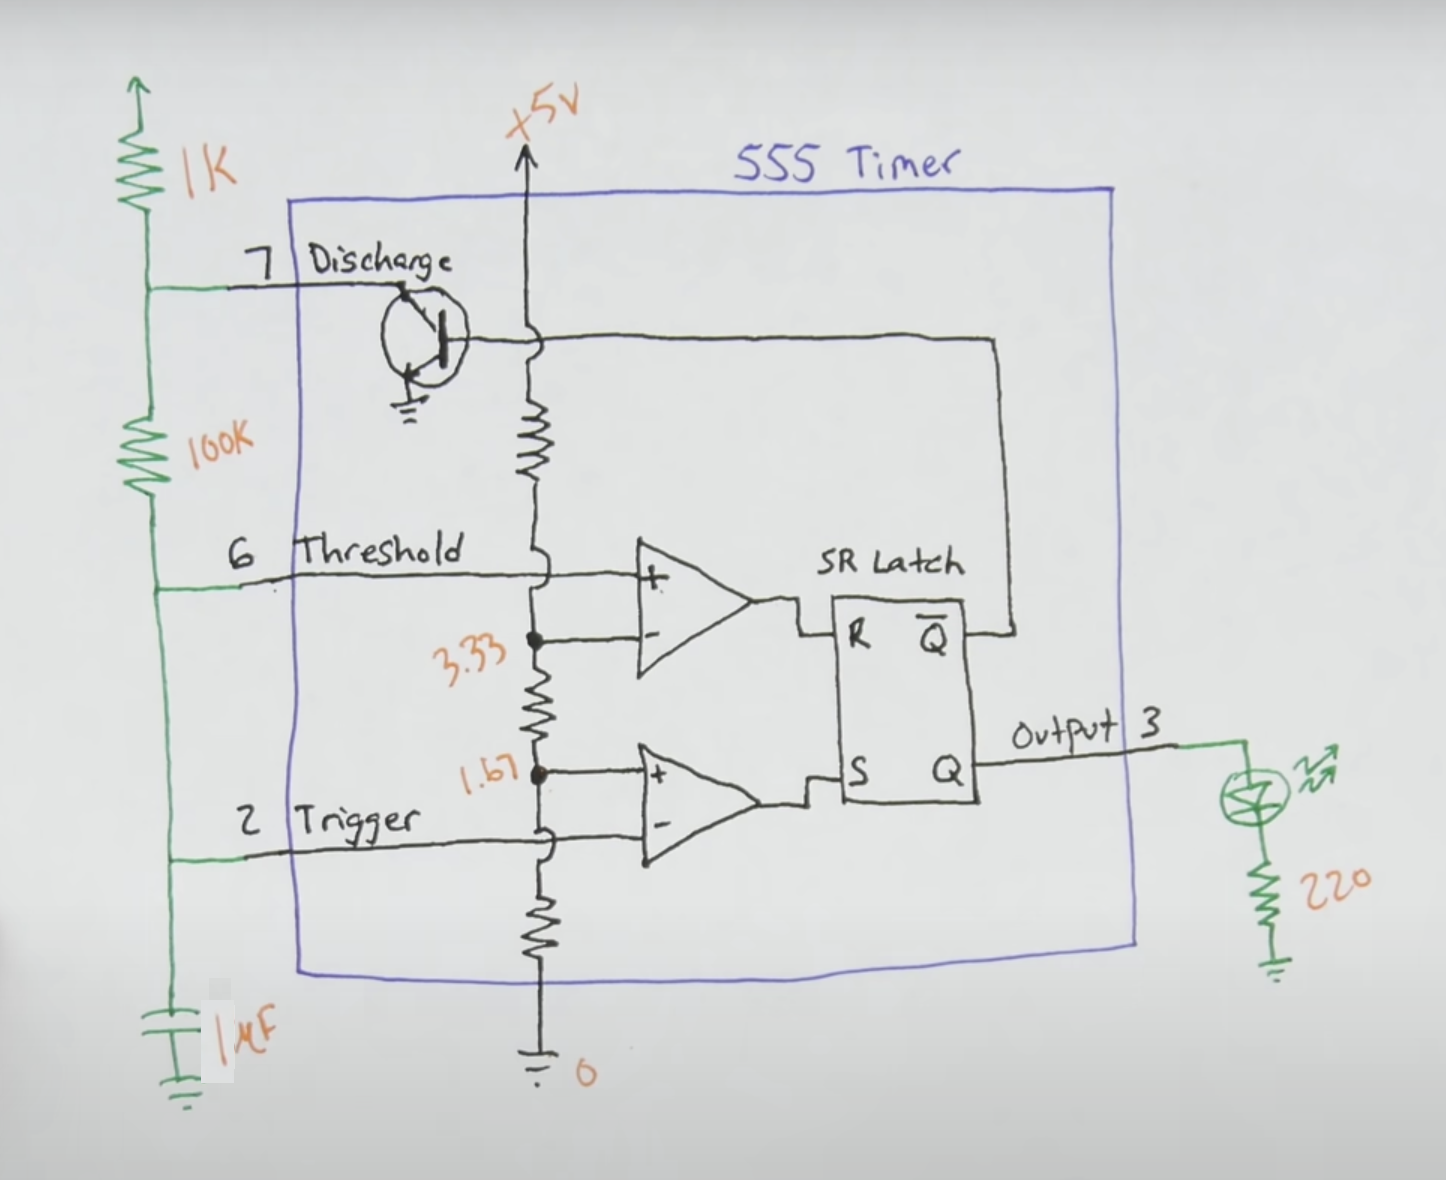 +5V
555 Timer
1K
7 Discharge
100K
6 Threshold
+
-
SR Latch
R Q̅
3.33
1.67
+
-
S Q
Output 3
2 Trigger
220
1µF
0